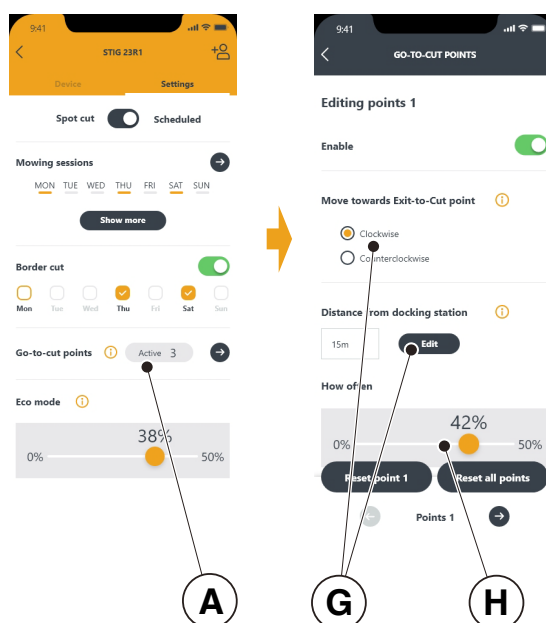 9:41
STIG 23R1
Device Settings
Spot cut Scheduled
Mowing sessions
MON TUE WED THU FRI SAT SUN
Show more
Border cut
Mon Tue Wed Thu Fri Sat Sun
Go-to-cut points Active 3
Eco mode
38%
0% 50%
A
9:41
GO-TO-CUT POINTS
Editing points 1
Enable
Move towards Exit-to-Cut point
Clockwise
Counterclockwise
Distance from docking station
15m Edit
How often
42%
0% 50%
Reset point 1 Reset all points
Points 1
G H